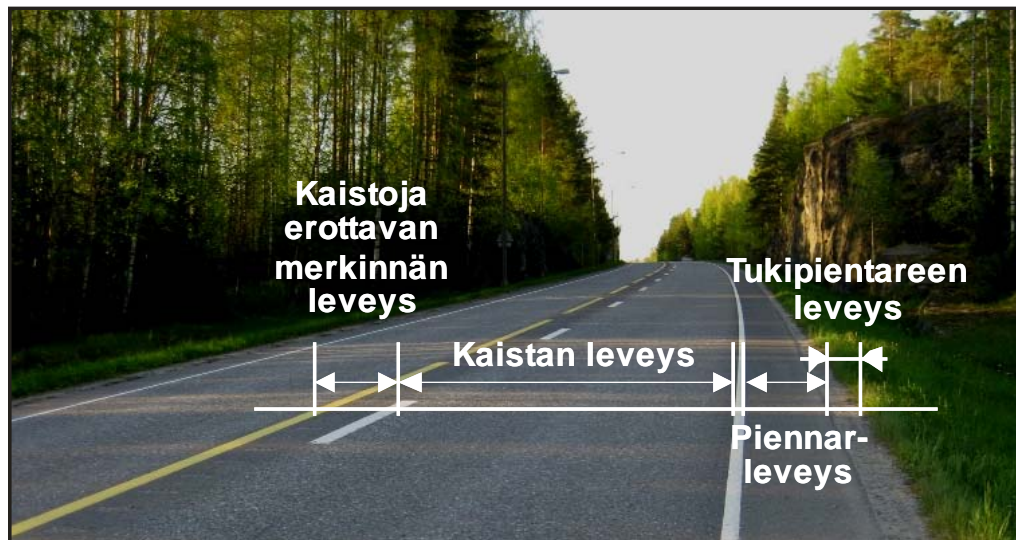 Kaistoja
erottavan
merkinnän
leveys
Tukipientareen
leveys
Kaistan leveys
Piennar-
leveys